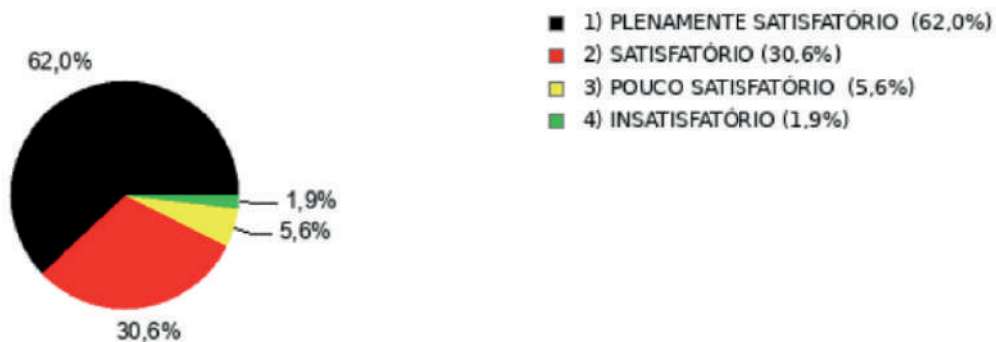 62,0%
1,9%
5,6%
30,6%
1) PLENAMENTE SATISFATÓRIO (62,0%)
2) SATISFATÓRIO (30,6%)
3) POUCO SATISFATÓRIO (5,6%)
4) INSATISFATÓRIO (1,9%)